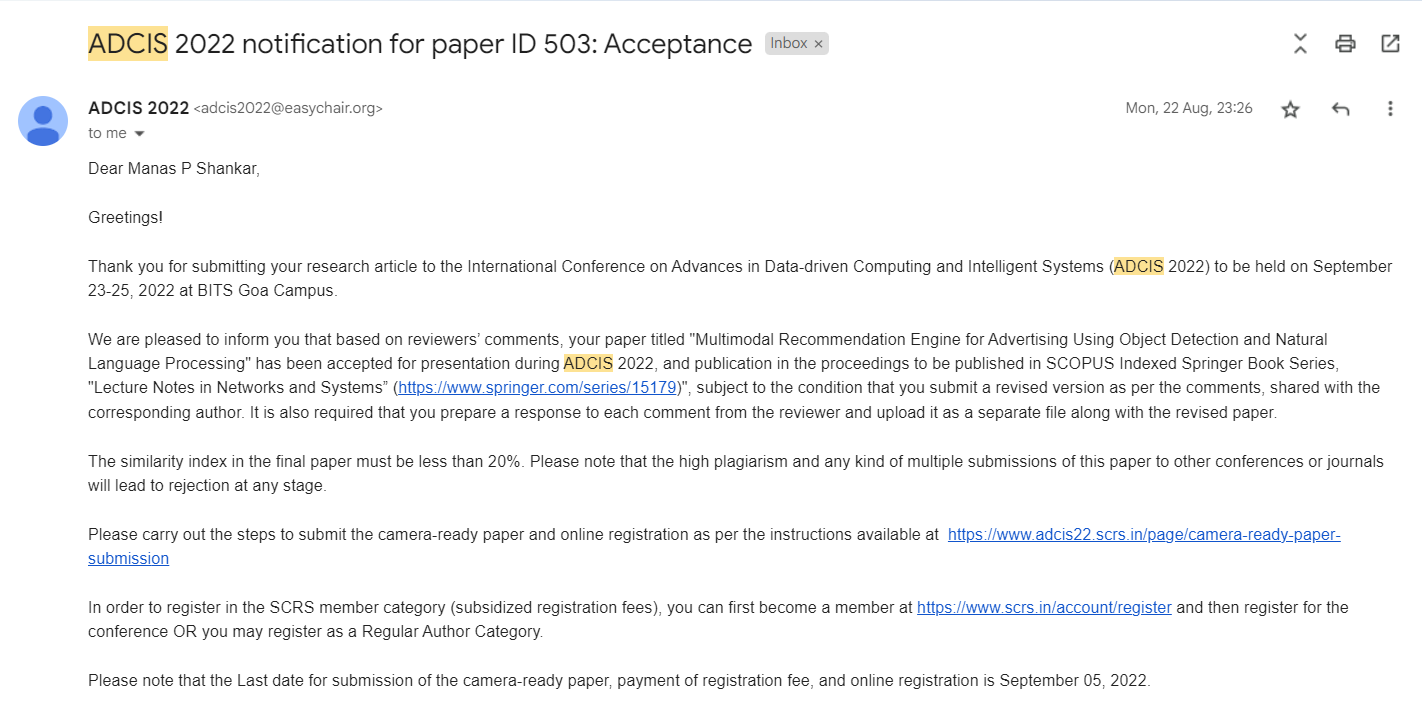 ADCIS 2022 notification for paper ID 503: Acceptance Inbox ×
ADCIS 2022 <adcis2022@easychair.org> Mon, 22 Aug, 23:26
to me
Dear Manas P Shankar,
Greetings!
Thank you for submitting your research article to the International Conference on Advances in Data-driven Computing and Intelligent Systems (ADCIS 2022) to be held on September
23-25, 2022 at BITS Goa Campus.
We are pleased to inform you that based on reviewers’ comments, your paper titled "Multimodal Recommendation Engine for Advertising Using Object Detection and Natural
Language Processing" has been accepted for presentation during ADCIS 2022, and publication in the proceedings to be published in SCOPUS Indexed Springer Book Series,
"Lecture Notes in Networks and Systems” (https://www.springer.com/series/15179)", subject to the condition that you submit a revised version as per the comments, shared with the
corresponding author. It is also required that you prepare a response to each comment from the reviewer and upload it as a separate file along with the revised paper.
The similarity index in the final paper must be less than 20%. Please note that the high plagiarism and any kind of multiple submissions of this paper to other conferences or journals
will lead to rejection at any stage.
Please carry out the steps to submit the camera-ready paper and online registration as per the instructions available at https://www.adcis22.scrs.in/page/camera-ready-paper-
submission
In order to register in the SCRS member category (subsidized registration fees), you can first become a member at https://www.scrs.in/account/register and then register for the
conference OR you may register as a Regular Author Category.
Please note that the Last date for submission of the camera-ready paper, payment of registration fee, and online registration is September 05, 2022.